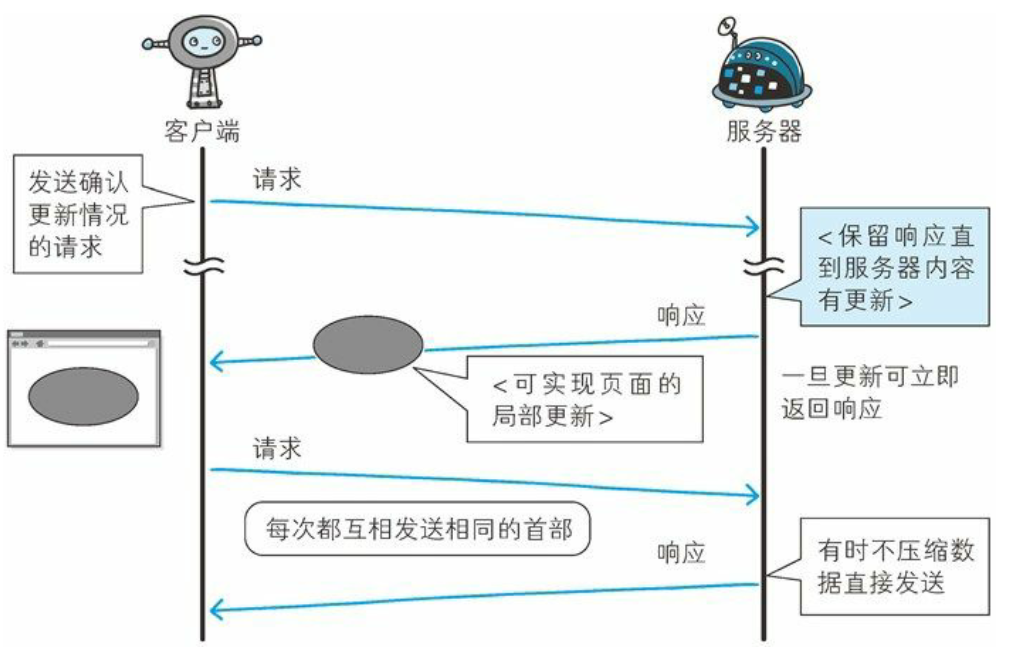 客户端
服务器
发送确认
更新情况
的请求
请求
<保留响应直
到服务器内容
有更新>
响应
<可实现页面的
局部更新>
一旦更新可立即
返回响应
请求
每次都互相发送相同的首部
响应
有时不压缩数
据直接发送